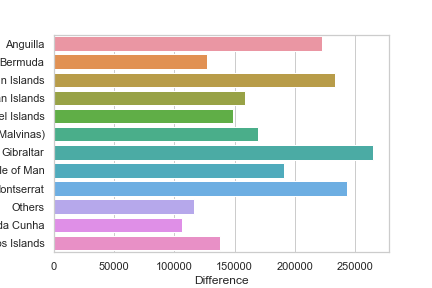 Anguilla
Bermuda
n Islands
an Islands
el Islands
Malvinas)
Gibraltar
le of Man
ontserrat
Others
da Cunha
os Islands
0 50000 100000 150000 200000 250000
Difference